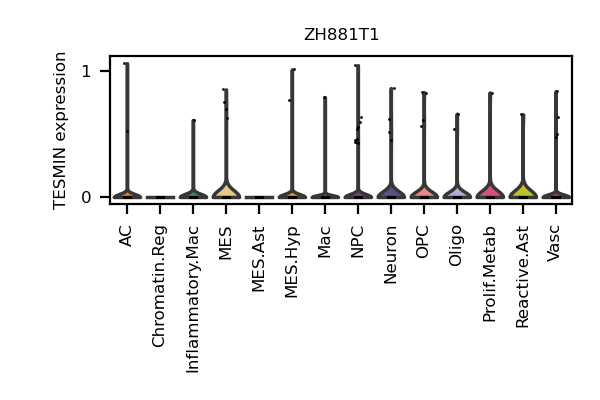 ZH881T1
TESMIN expression
1
0
AC
Chromatin.Reg
Inflammatory.Mac
MES
MES.Ast
MES.Hyp
Mac
NPC
Neuron
OPC
Oligo
Prolif.Metab
Reactive.Ast
Vasc